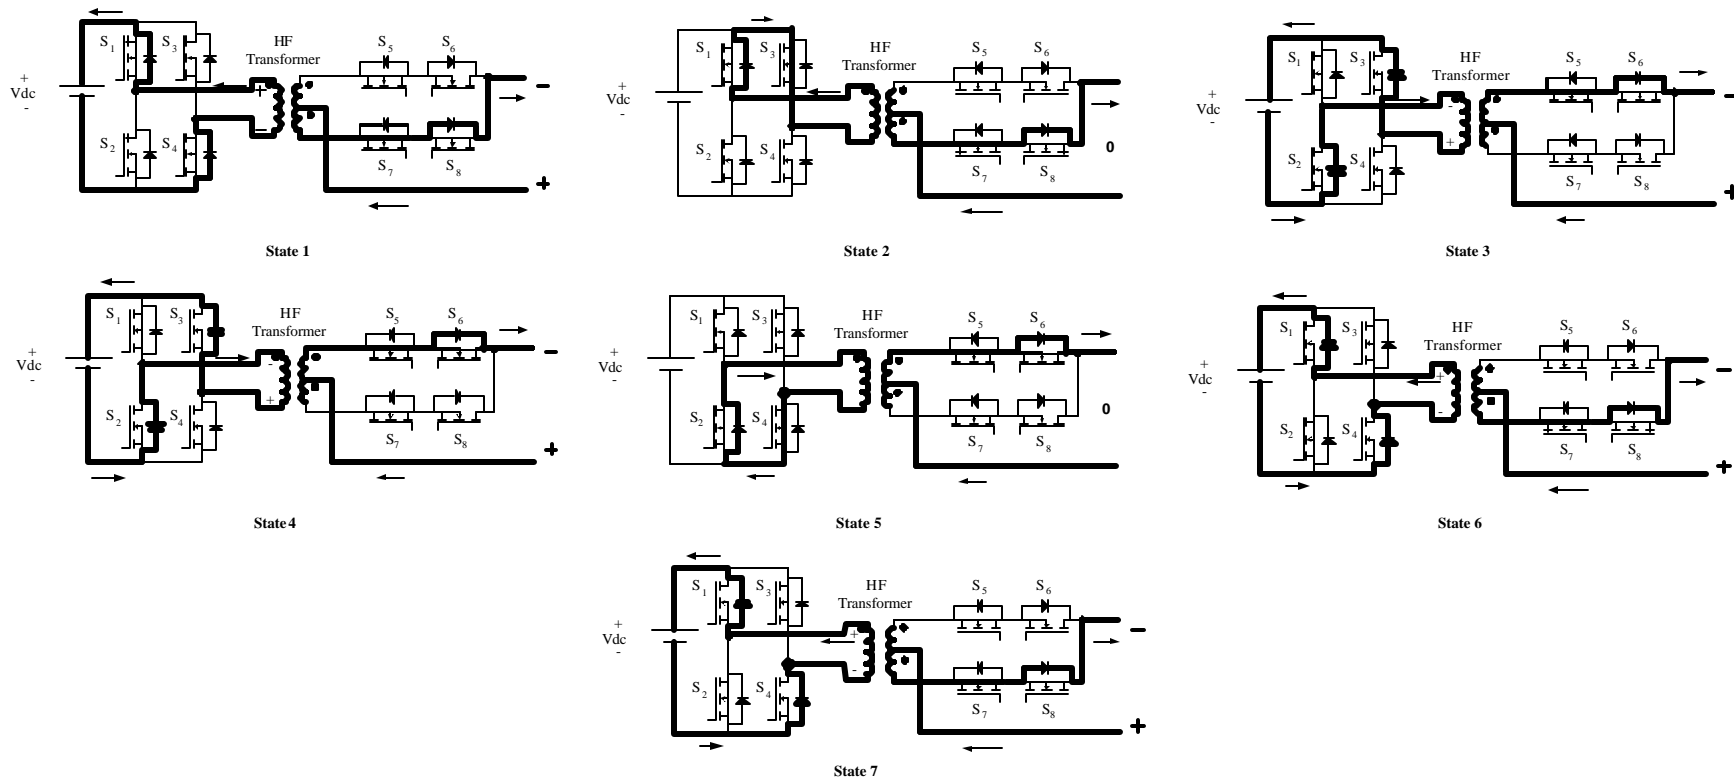 HF
Transformer
S1
S3
S5
S6
+
Vdc
-
+
-
S2
S4
S7
S8
-
+
State 1
HF
Transformer
S1
S3
S5
S6
+
Vdc
-
S2
S4
S7
S8
0
State 2
HF
Transformer
S1
S3
S5
S6
+
Vdc
-
-
+
S2
S4
S7
S8
-
+
State 3
HF
Transformer
S1
S3
S5
S6
+
Vdc
-
-
+
S2
S4
S7
S8
-
+
State 4
HF
Transformer
S1
S3
S5
S6
+
Vdc
-
S2
S4
S7
S8
0
State 5
HF
Transformer
S1
S3
S5
S6
+
Vdc
-
+
-
S2
S4
S7
S8
-
+
State 6
HF
Transformer
S1
S3
S5
S6
+
Vdc
-
+
-
S2
S4
S7
S8
-
+
State 7